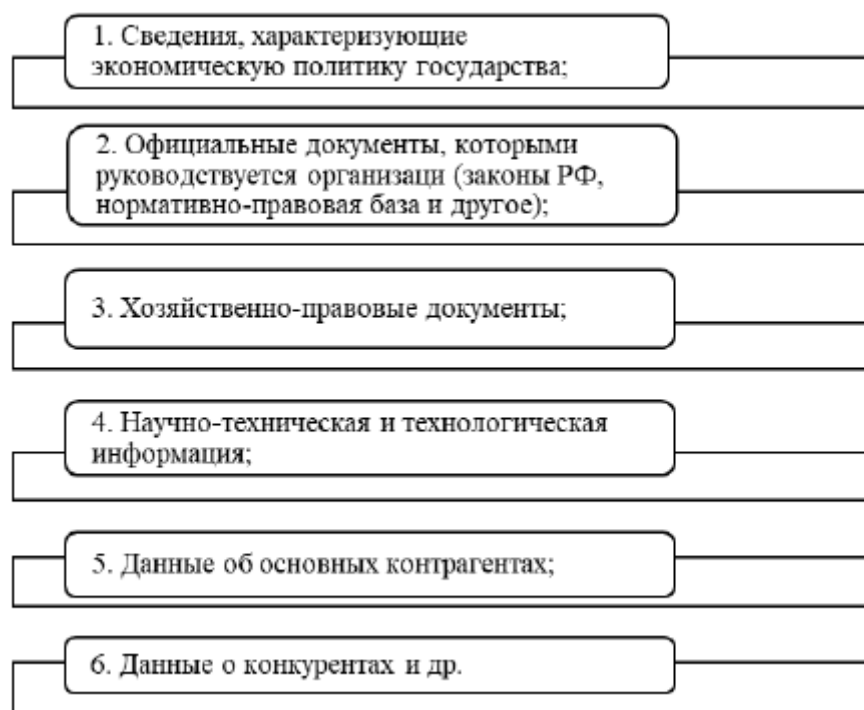 1. Сведения, характеризующие
экономическую политику государства;
2. Официальные документы, которыми
руководствуется организаци (законы РФ,
нормативно-правовая база и другое);
3. Хозяйственно-правовые документы;
4. Научно-техническая и технологическая
информация;
5. Данные об основных контрагентах;
6. Данные о конкурентах и др.